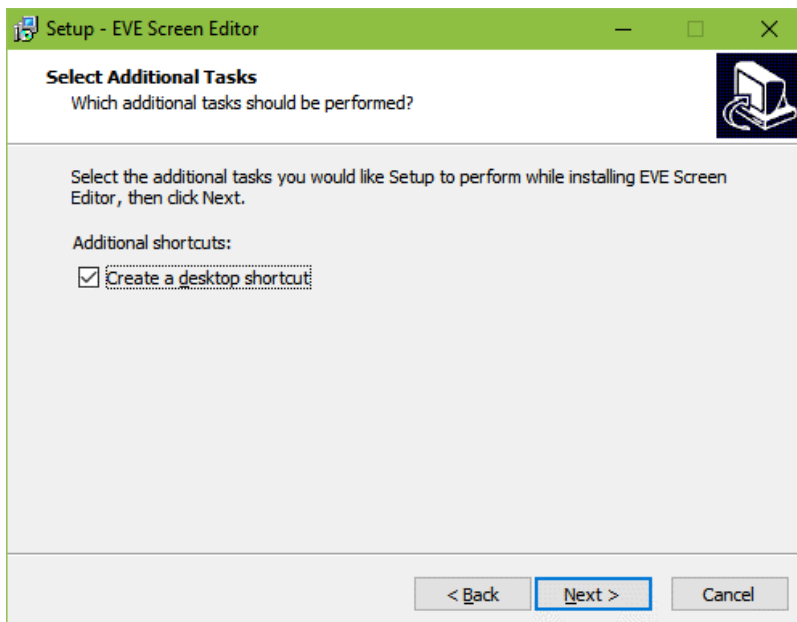 Setup - EVE Screen Editor
Select Additional Tasks
Which additional tasks should be performed?
Select the additional tasks you would like Setup to perform while installing EVE Screen
Editor, then click Next.
Additional shortcuts:
Create a desktop shortcut
< Back
Next >
Cancel